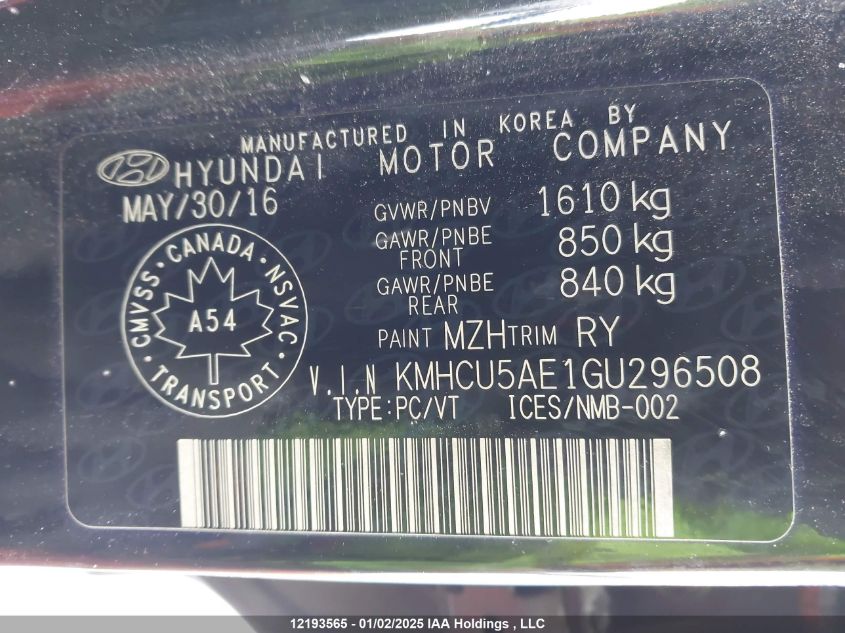 MANUFACTURED IN KOREA BY
HYUNDAI MOTOR COMPANY
MAY/30/16
GVWR/PNBV 1610 kg
GAWR/PNBE FRONT 850 kg
GAWR/PNBE REAR 840 kg
CMVSS • CANADA • NSVAC • TRANSPORT •
A54
PAINT MZH TRIM RY
V.I.N KMHCU5AE1GU296508
TYPE:PC/VT ICES/NMB-002
12193565 - 01/02/2025 IAA Holdings , LLC